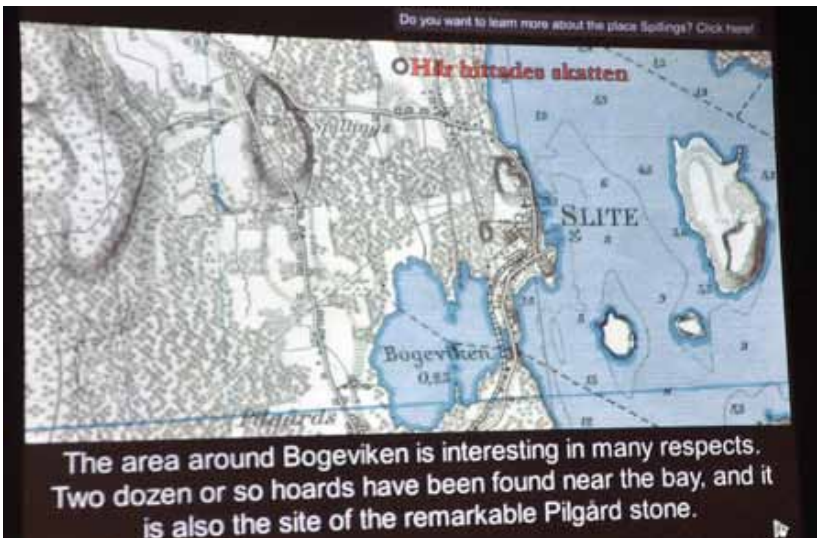 Do you want to learn more about the place Spillings? Click here!
Här hittades skatten
Spillings
SLITE
Bogeviken
0,2
Pilgårds
The area around Bogeviken is interesting in many respects.
Two dozen or so hoards have been found near the bay, and it
is also the site of the remarkable Pilgård stone.